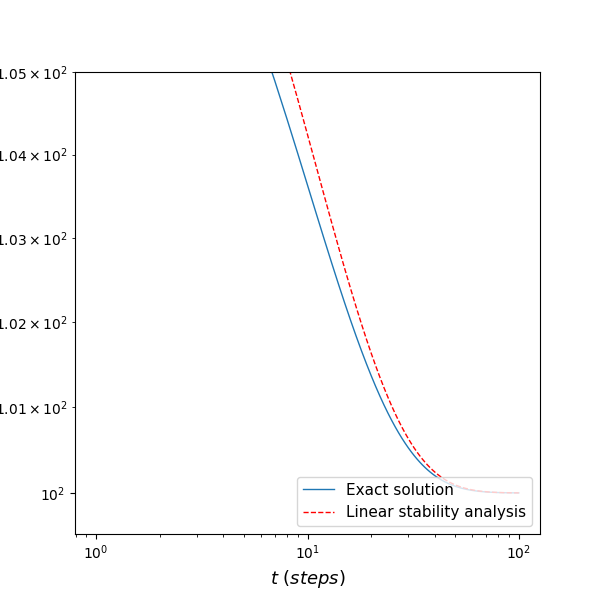 1.05 × 10²
1.04 × 10²
1.03 × 10²
1.02 × 10²
1.01 × 10²
10²
Exact solution
Linear stability analysis
10⁰
10¹
10²
t (steps)